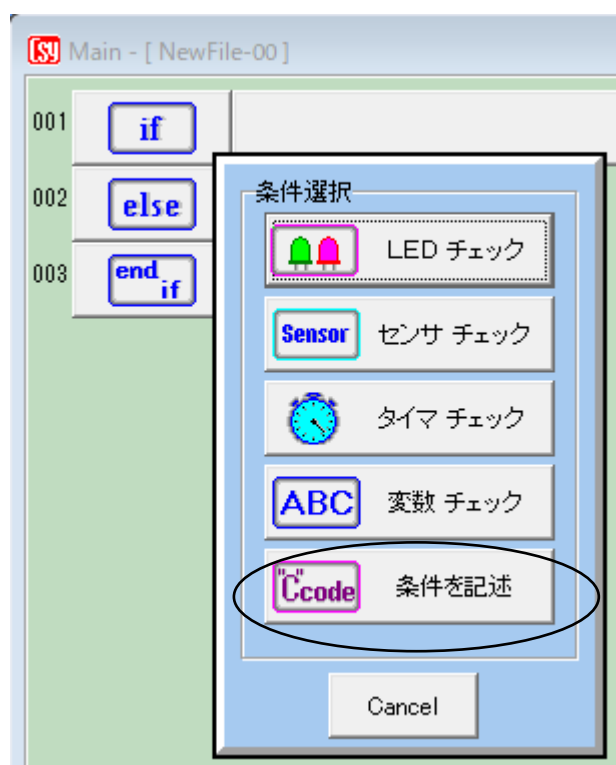 CSy Main - [ NewFile-00 ]
001 if
002 else
003 end if
条件選択
LED チェック
Sensor センサ チェック
タイマ チェック
ABC 変数 チェック
"C"code 条件を記述
Cancel